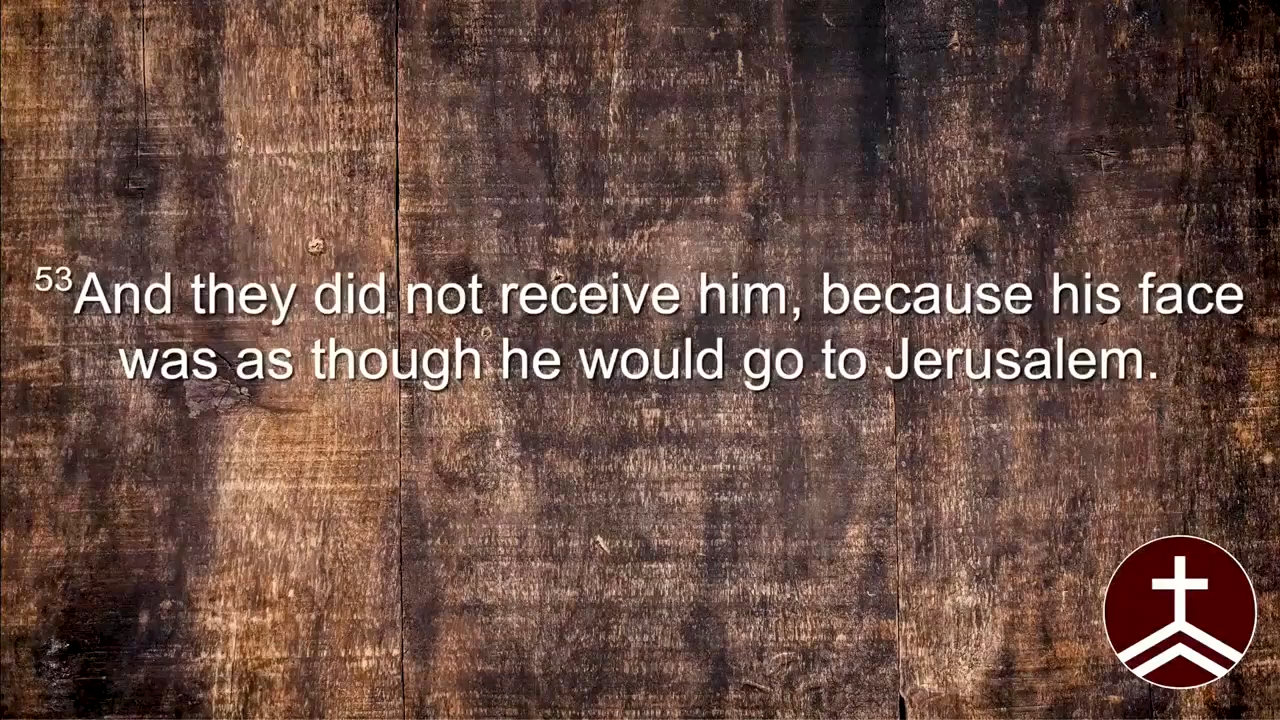 53And they did not receive him, because his face
was as though he would go to Jerusalem.